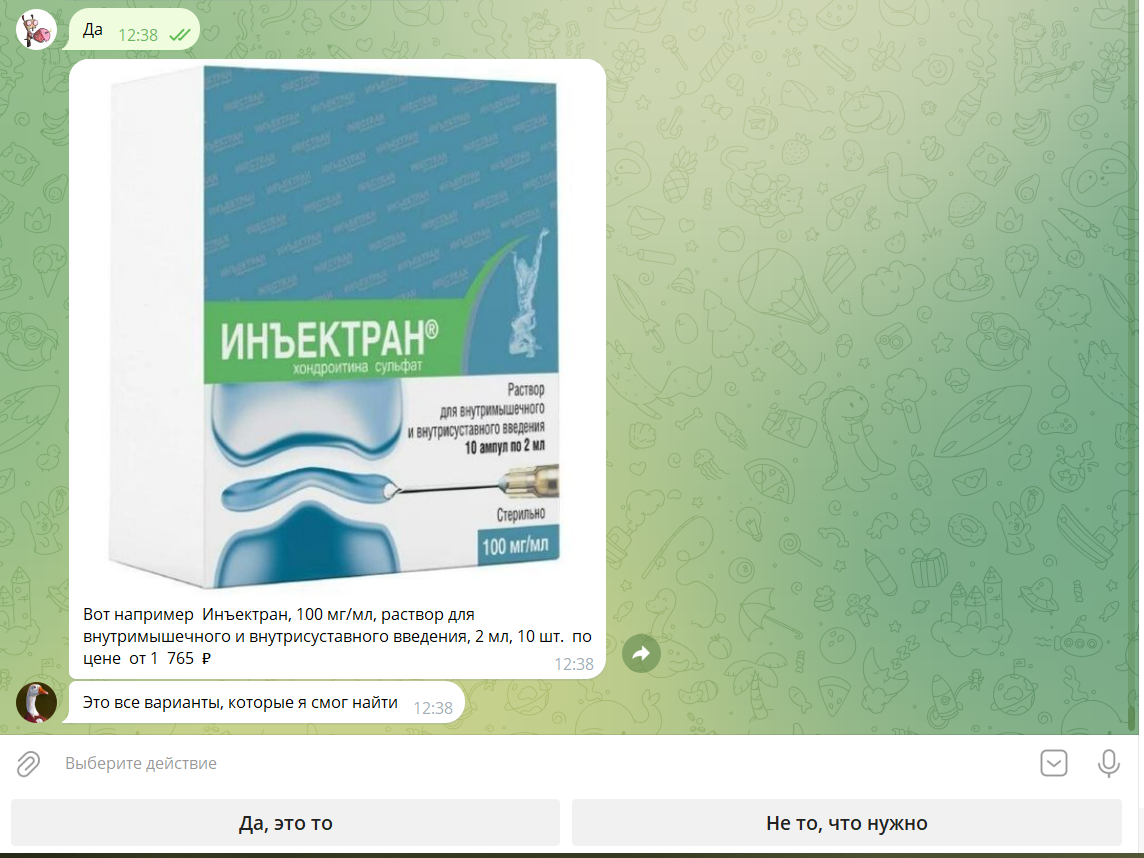 Да 12:38
ИНЪЕКТРАН®
хондроитина сульфат
Раствор
для внутримышечного
и внутрисуставного введения
10 ампул по 2 мл
Стерильно
100 мг/мл
Вот например Инъектран, 100 мг/мл, раствор для
внутримышечного и внутрисуставного введения, 2 мл, 10 шт. по
цене от 1 765 ₽
12:38
Это все варианты, которые я смог найти 12:38
Выберите действие
Да, это то
Не то, что нужно